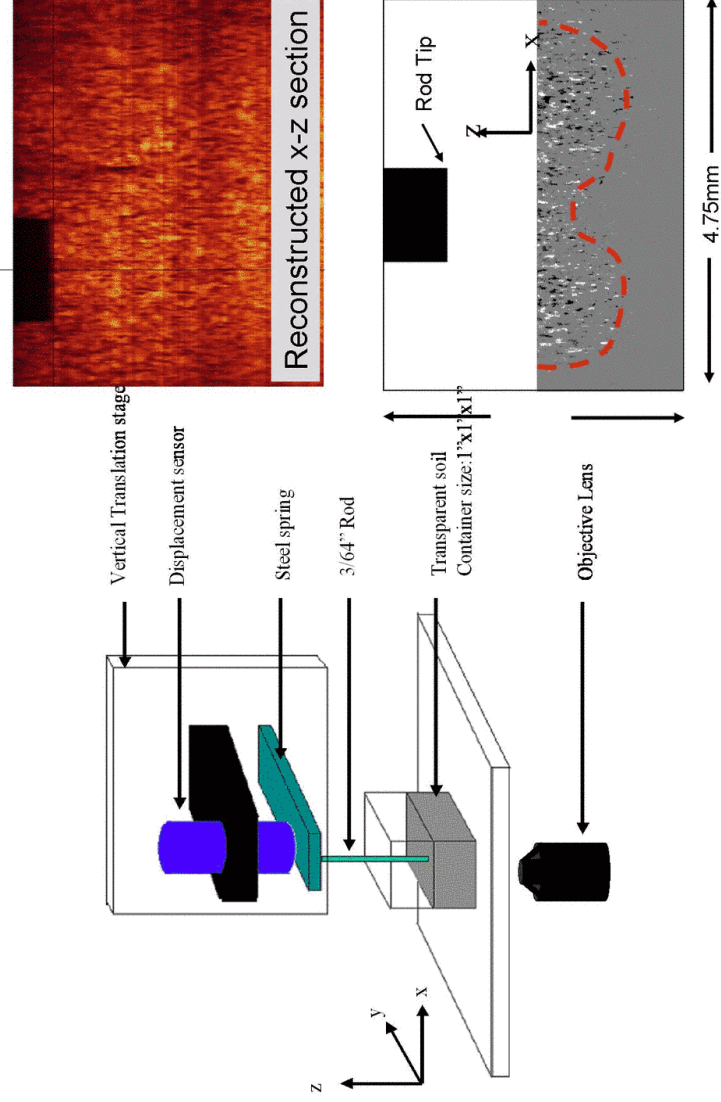 Vertical Translation stage
Displacement sensor
Steel spring
3/64” Rod
Transparent soil
Container size:1”x1”x1”
Objective Lens
z
y
x
Reconstructed x-z section
Rod Tip
Z
X
4.75mm